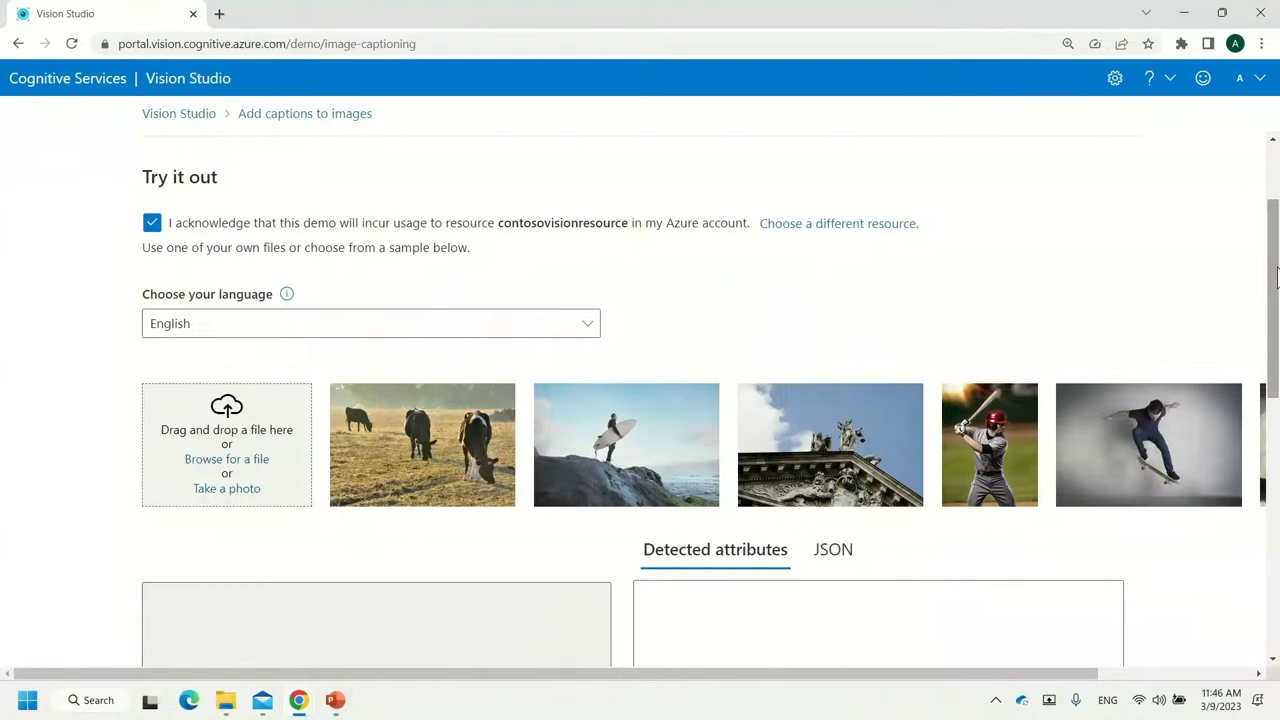 Vision Studio
portal.vision.cognitive.azure.com/demo/image-captioning
A
Cognitive Services | Vision Studio
? A
Vision Studio > Add captions to images
Try it out
I acknowledge that this demo will incur usage to resource contosovisionresource in my Azure account. Choose a different resource.
Use one of your own files or choose from a sample below.
Choose your language
English
Drag and drop a file here
or
Browse for a file
or
Take a photo
Detected attributes JSON
Search
ENG
11:46 AM
3/9/2023